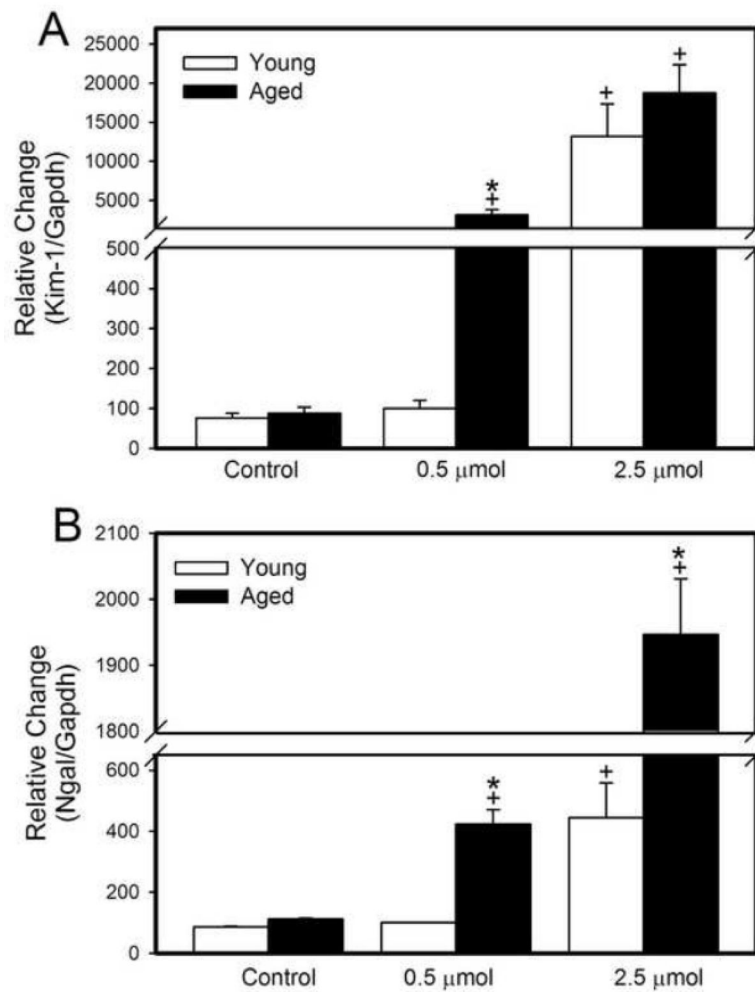 A
25000
20000
15000
10000
5000
500
400
300
200
100
0
Relative Change
(Kim-1/Gapdh)
Young
Aged
*
+
+
+
Control 0.5 μmol 2.5 μmol
B
2100
2000
1900
1800
600
400
200
0
Relative Change
(Ngal/Gapdh)
Young
Aged
*
+
+
*
+
Control 0.5 μmol 2.5 μmol